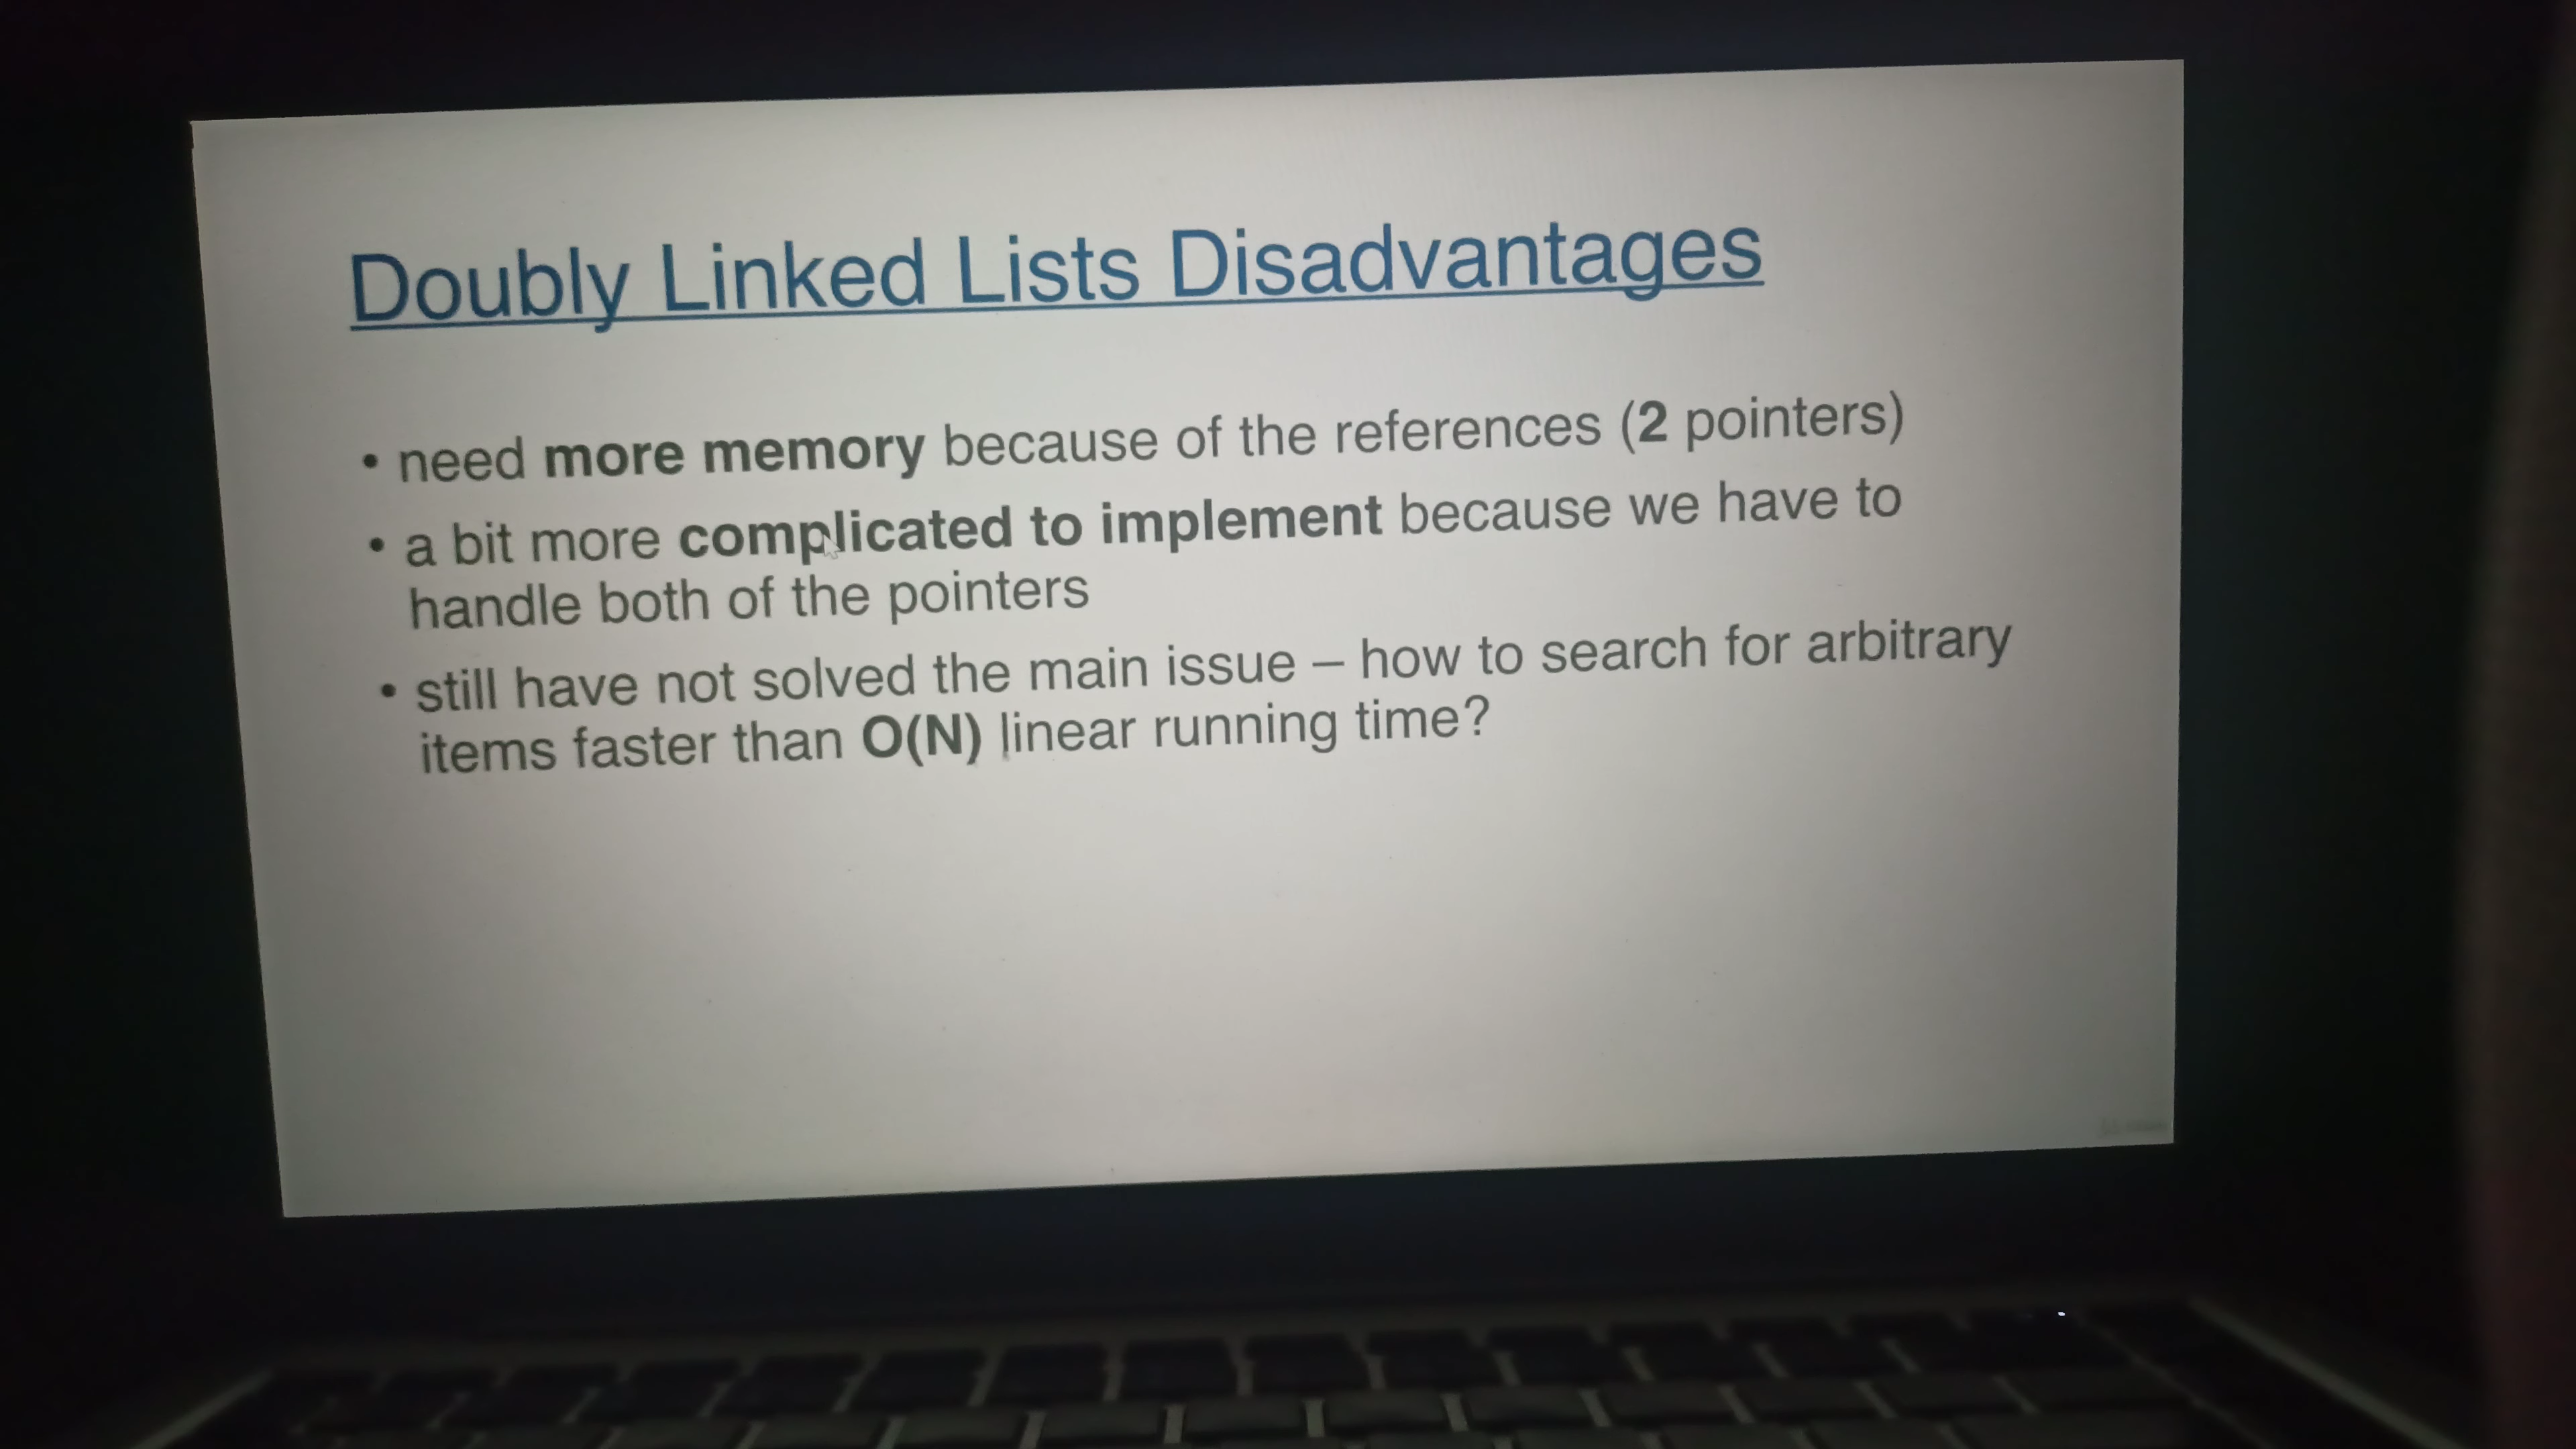 Doubly Linked Lists Disadvantages
• need more memory because of the references (2 pointers)
• a bit more complicated to implement because we have to
handle both of the pointers
• still have not solved the main issue – how to search for arbitrary
items faster than O(N) linear running time?